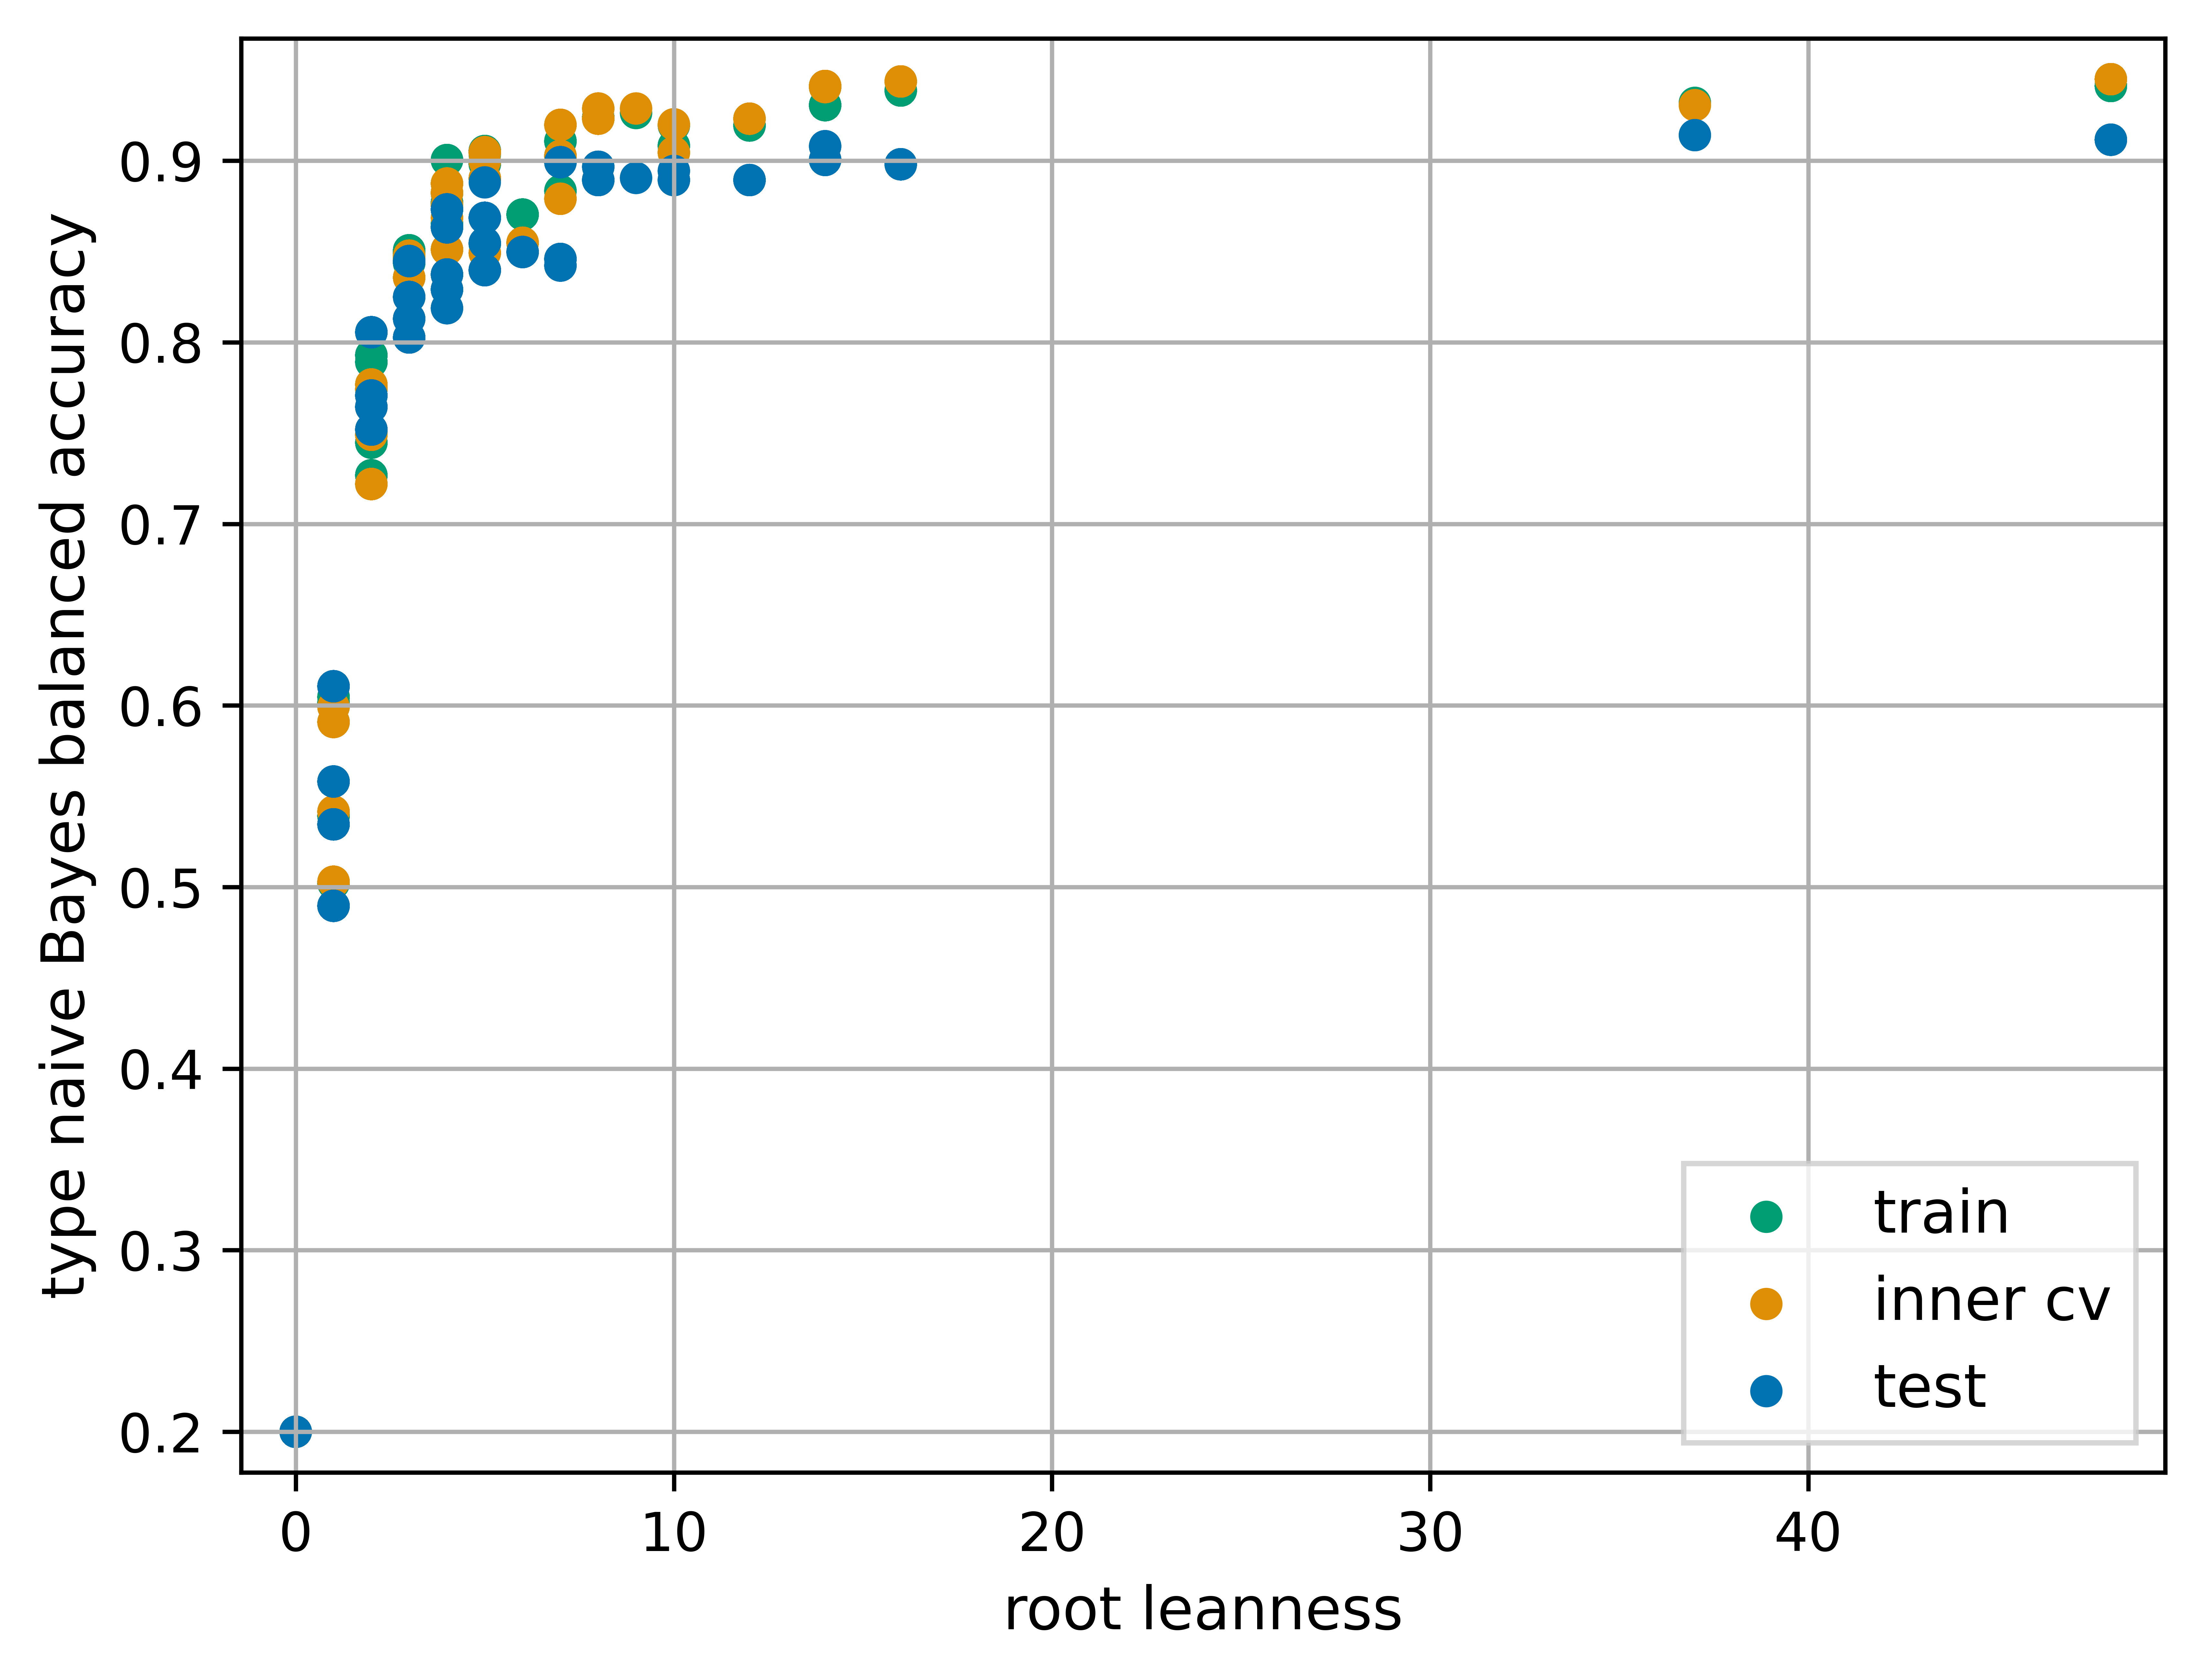 type naive Bayes balanced accuracy
0.9
0.8
0.7
0.6
0.5
0.4
0.3
0.2
train
inner cv
test
0 10 20 30 40
root leanness